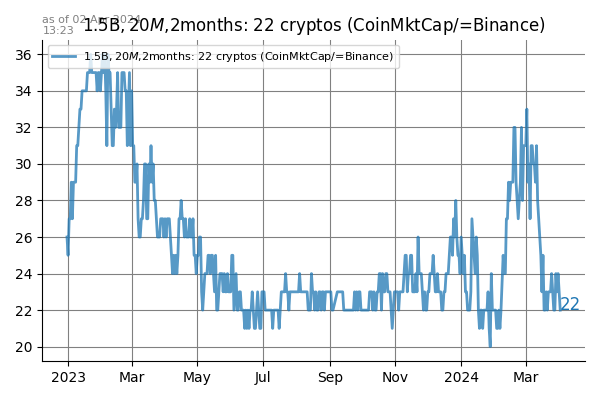 as of 02 Apr 2024
13:23
1.5B, 20M,2months: 22 cryptos (CoinMktCap/=Binance)
1.5B, 20M,2months: 22 cryptos (CoinMktCap/=Binance)
36
34
32
30
28
26
24
22
20
22
2023 Mar May Jul Sep Nov 2024 Mar